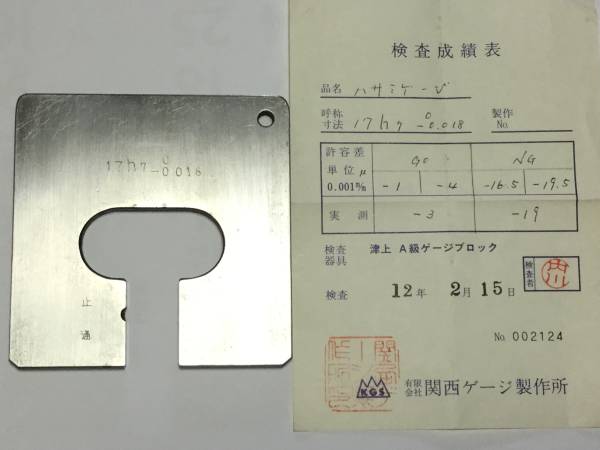 17h7 0
-0.018
止
通
検査成績表
品名 ハサミゲージ
呼称
寸法 17h7 0
-0.018
製作
No.
許容差
単位 μ
0.001㎜
GO NG
-1 -4 -16.5 -19.5
実測 -3 -19
検査
器具 津上 A級ゲージブロック
検査 12年 2月 15日
検査者
No. 002124
KGS
有限
会社 関西ゲージ製作所